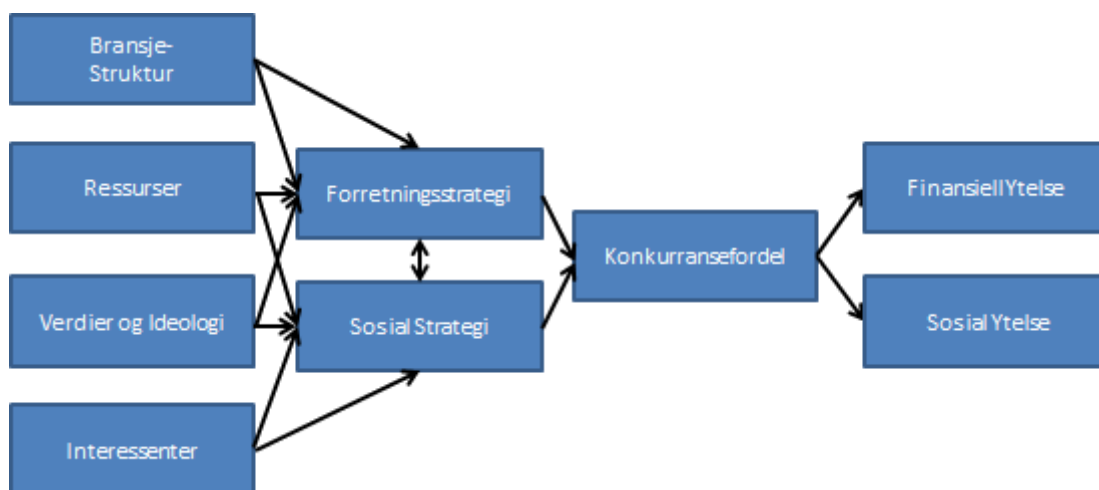 Bransje-
Struktur
Ressurser
Verdier og Ideologi
Interessenter
Forretningsstrategi
Sosial Strategi
Konkurransefordel
Finansiell Ytelse
Sosial Ytelse